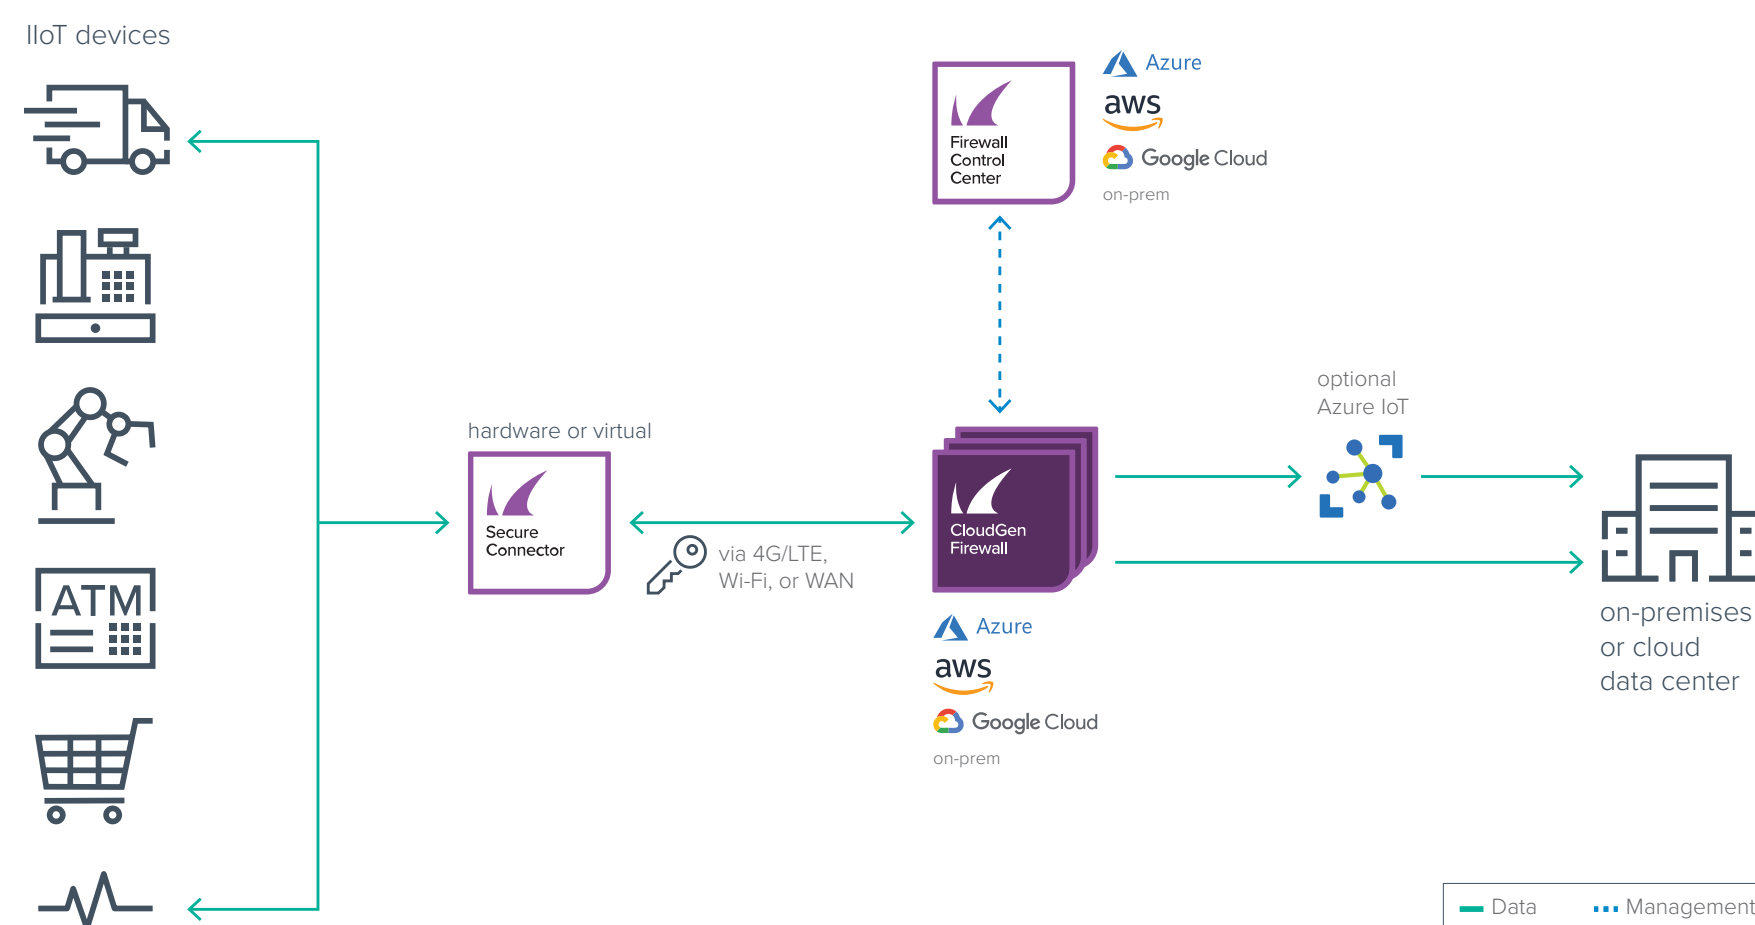 IIoT devices
Azure
aws
Google Cloud
on-prem
Firewall
Control
Center
optional
Azure IoT
hardware or virtual
Secure
Connector
via 4G/LTE,
Wi-Fi, or WAN
CloudGen
Firewall
Azure
aws
Google Cloud
on-prem
ATM
on-premises
or cloud
data center
Data
Management